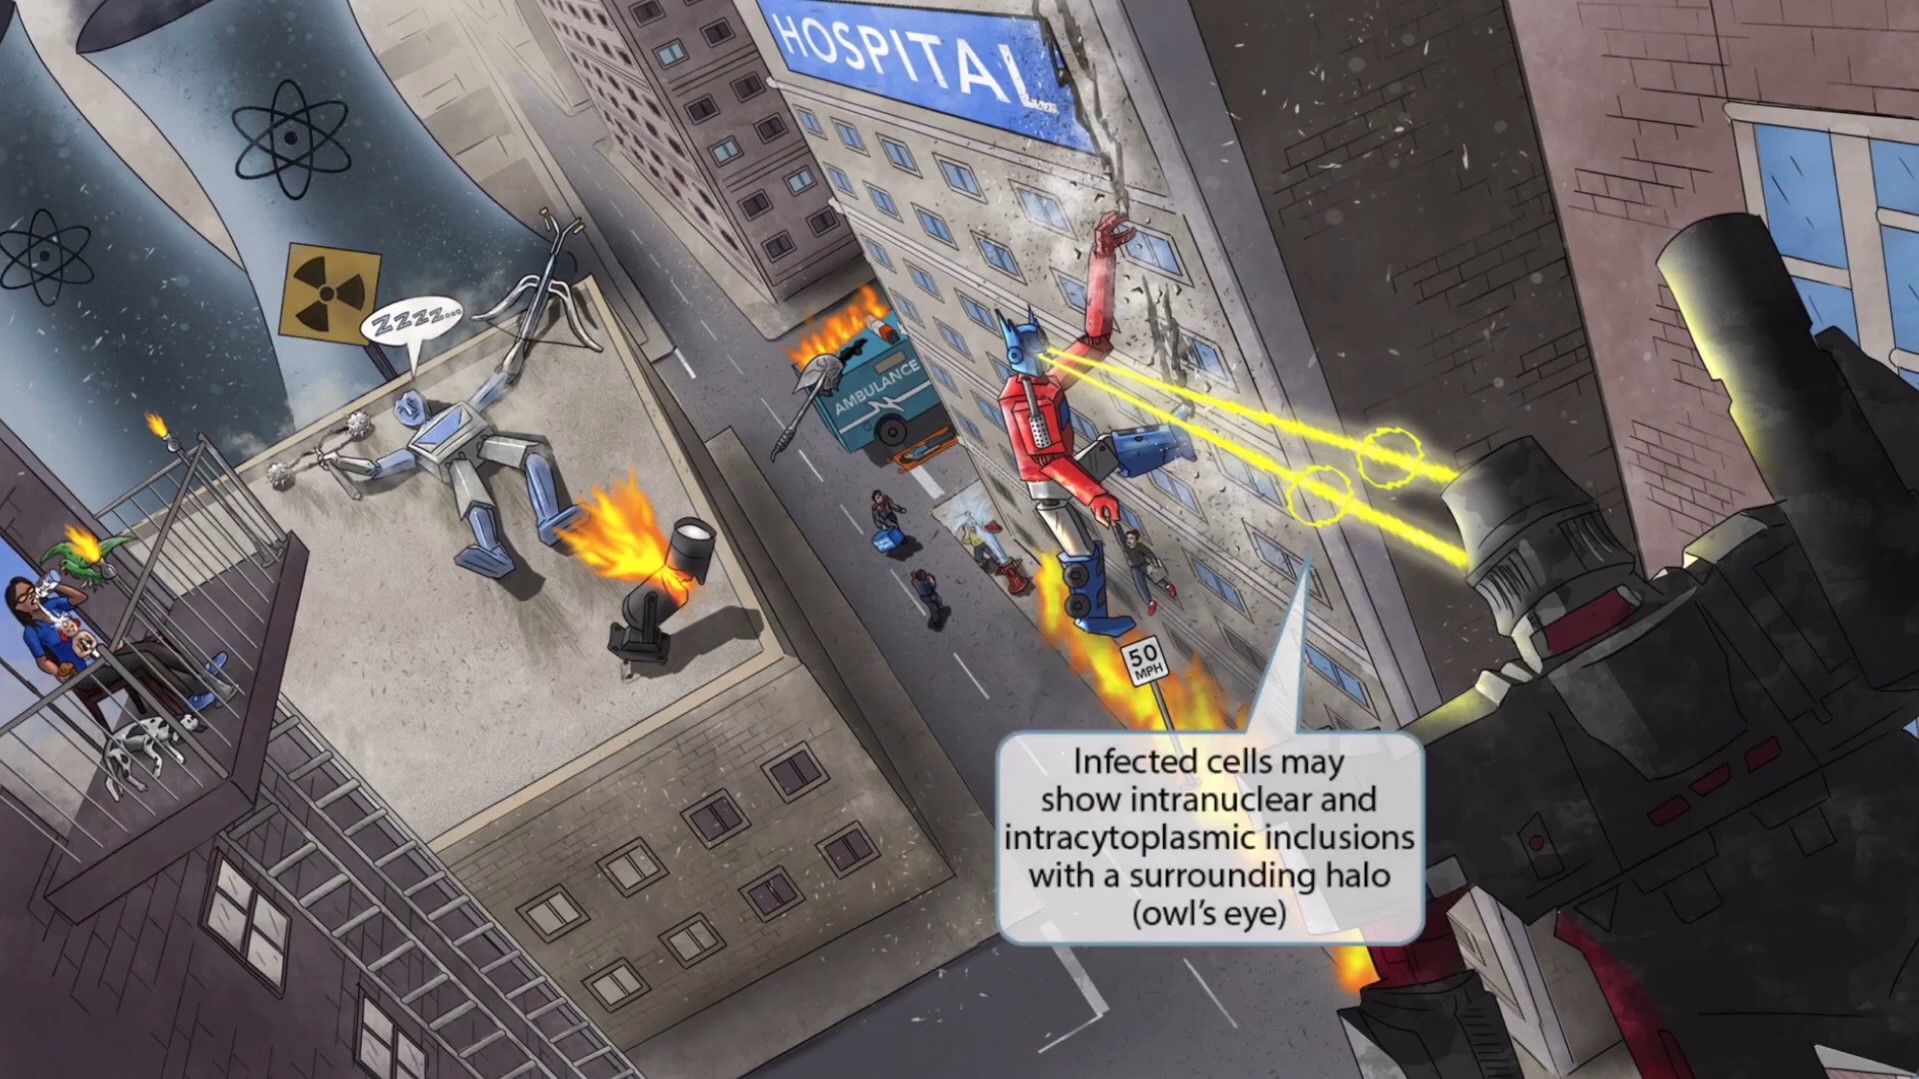 HOSPITAL
ZZZZ...
AMBULANCE
50
MPH
Infected cells may
show intranuclear and
intracytoplasmic inclusions
with a surrounding halo
(owl's eye)